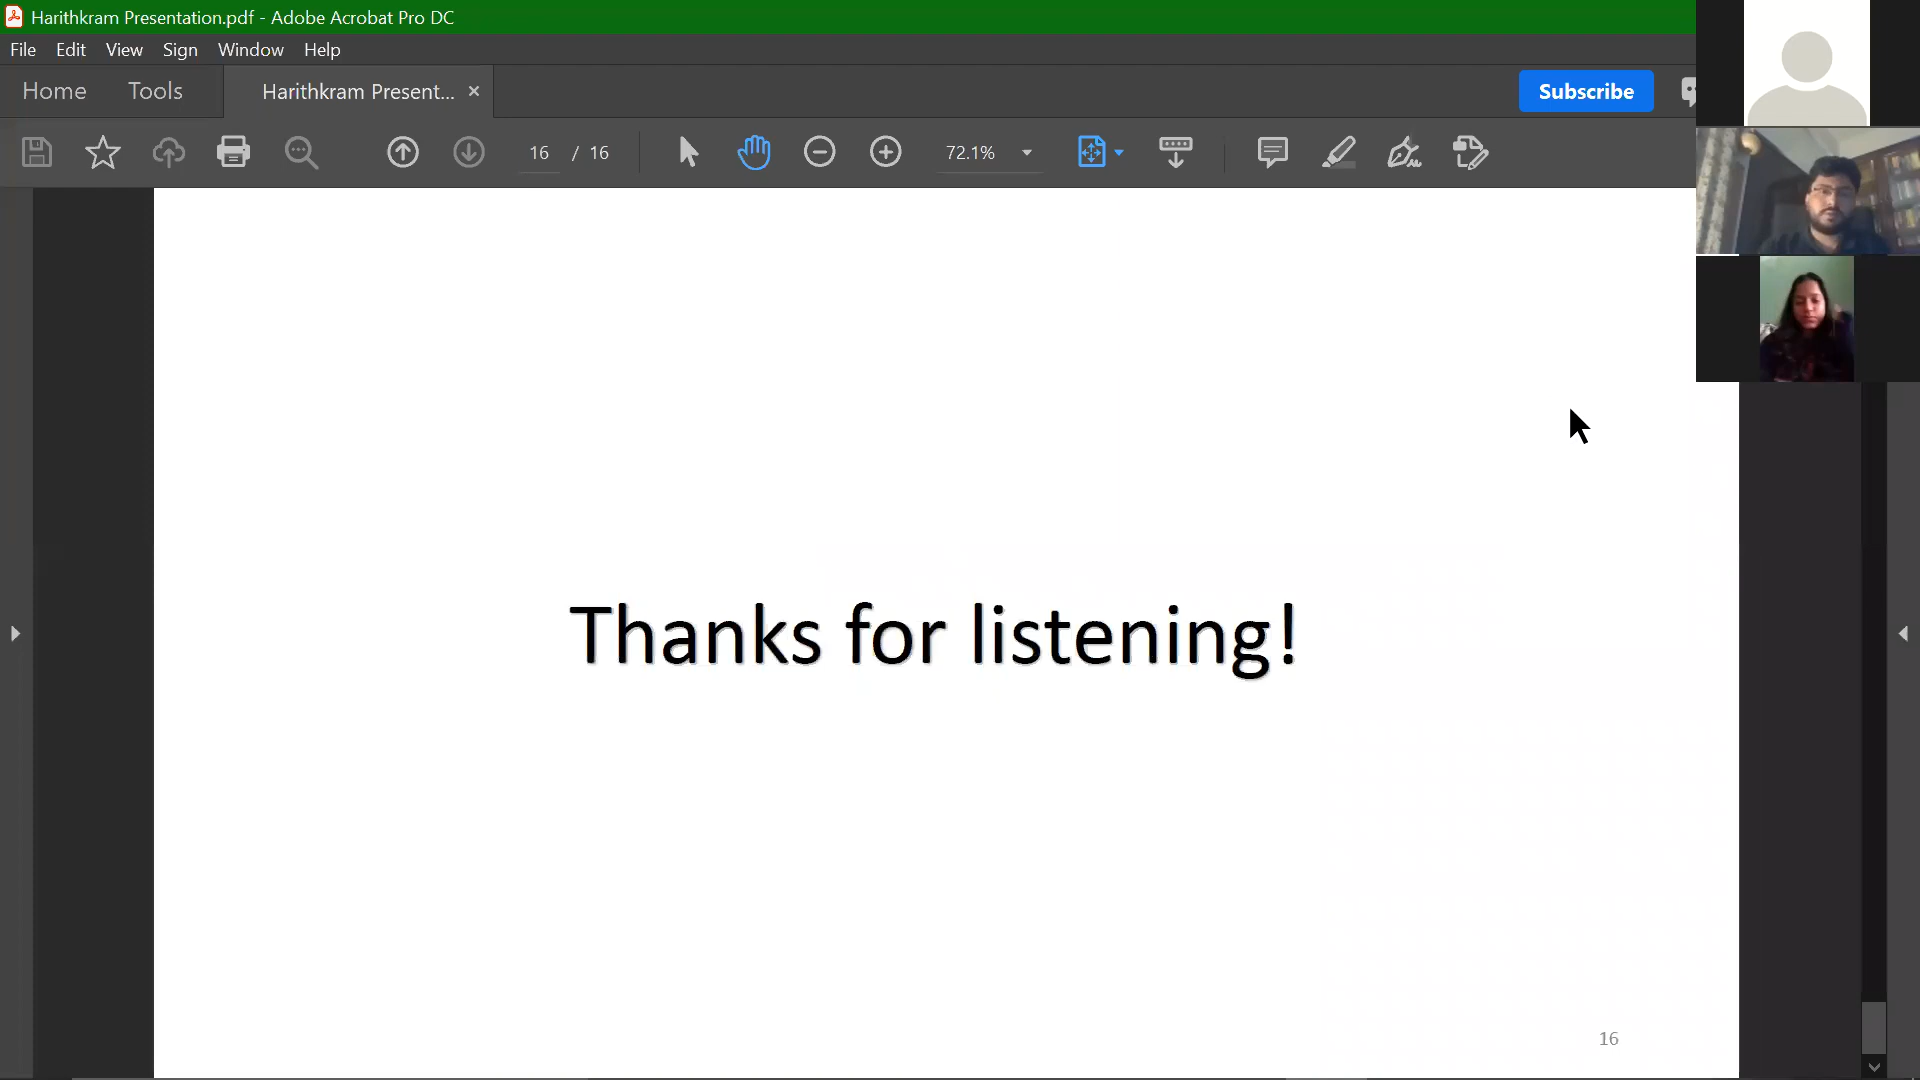 Harithkram Presentation.pdf - Adobe Acrobat Pro DC
File Edit View Sign Window Help
Home Tools Harithkram Present... × Subscribe
16 / 16 72.1%
Thanks for listening!
16